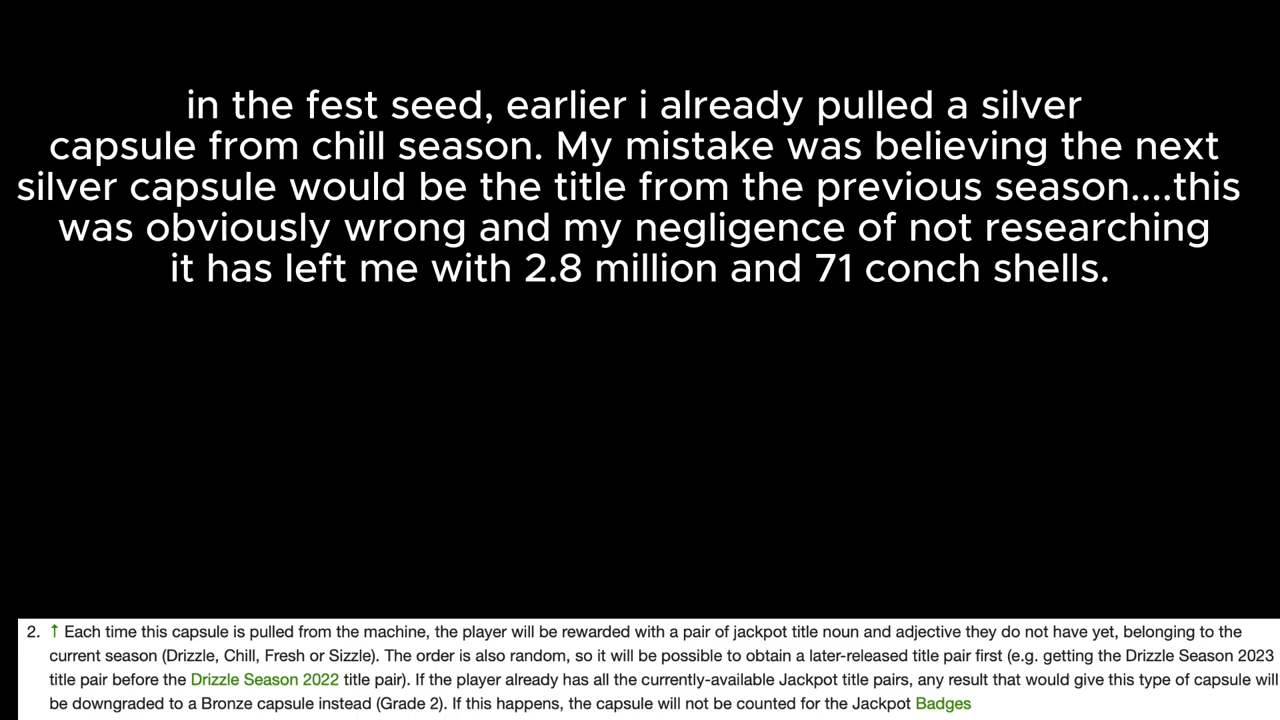 in the fest seed, earlier i already pulled a silver
capsule from chill season. My mistake was believing the next
silver capsule would be the title from the previous season....this
was obviously wrong and my negligence of not researching
it has left me with 2.8 million and 71 conch shells.
2. ↑ Each time this capsule is pulled from the machine, the player will be rewarded with a pair of jackpot title noun and adjective they do not have yet, belonging to the
current season (Drizzle, Chill, Fresh or Sizzle). The order is also random, so it will be possible to obtain a later-released title pair first (e.g. getting the Drizzle Season 2023
title pair before the Drizzle Season 2022 title pair). If the player already has all the currently-available Jackpot title pairs, any result that would give this type of capsule will
be downgraded to a Bronze capsule instead (Grade 2). If this happens, the capsule will not be counted for the Jackpot Badges